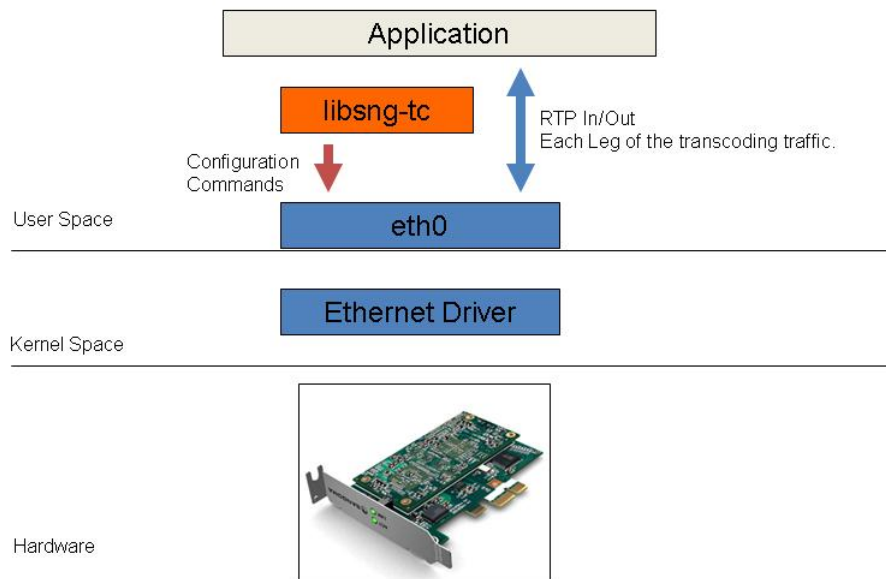 Application
libsng-tc
RTP In/Out
Each Leg of the transcoding traffic.
Configuration
Commands
User Space
eth0
Ethernet Driver
Kernel Space
Hardware